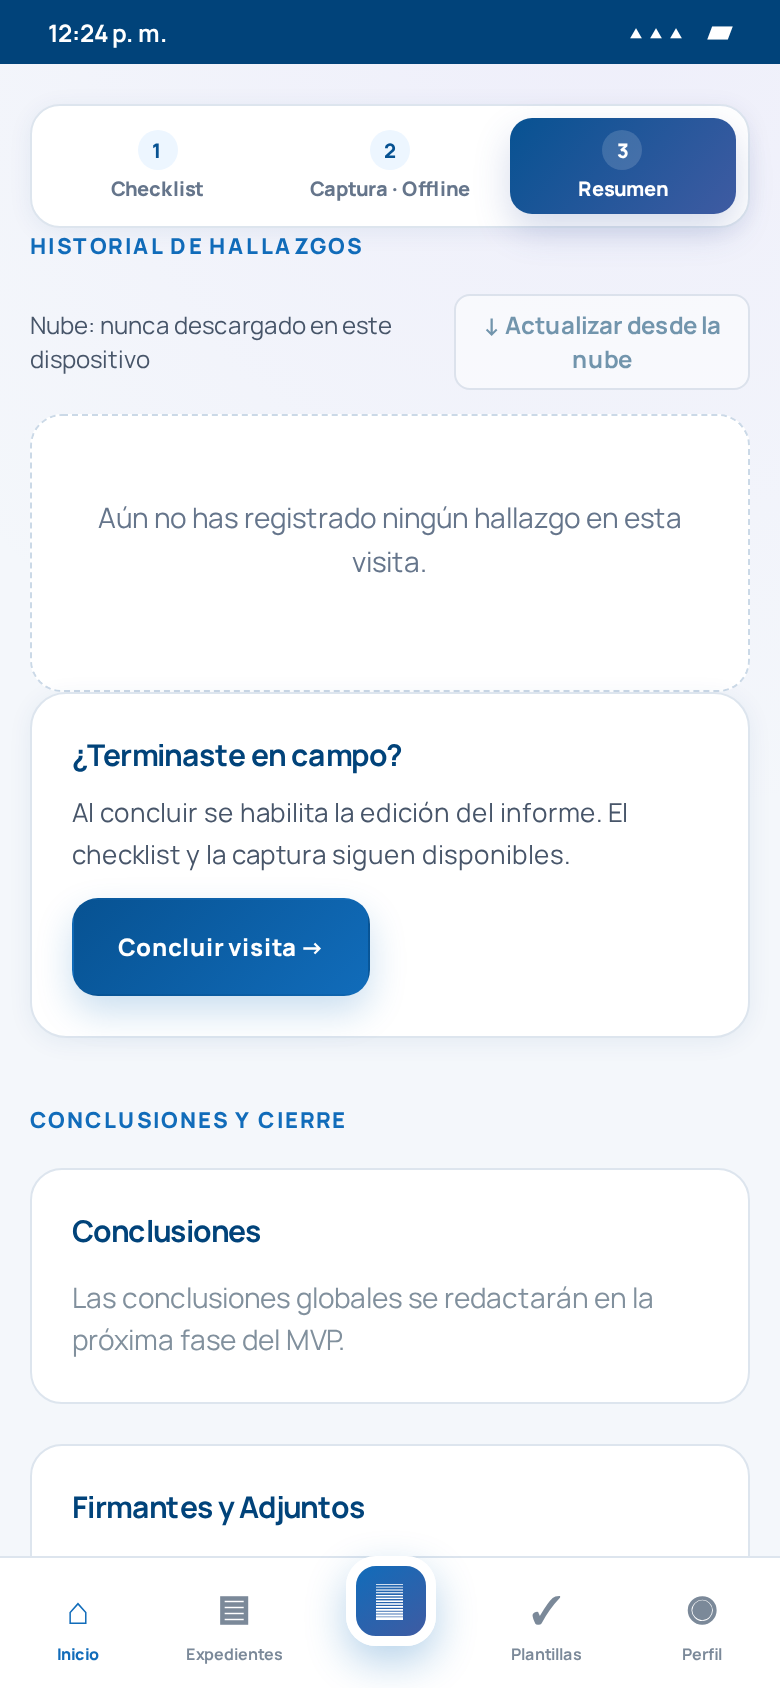 12:24 p. m.
1
Checklist
2
Captura · Offline
3
Resumen
HISTORIAL DE HALLAZGOS
Nube: nunca descargado en este
dispositivo
↓ Actualizar desde la
nube
Aún no has registrado ningún hallazgo en esta
visita.
¿Terminaste en campo?
Al concluir se habilita la edición del informe. El
checklist y la captura siguen disponibles.
Concluir visita →
CONCLUSIONES Y CIERRE
Conclusiones
Las conclusiones globales se redactarán en la
próxima fase del MVP.
Firmantes y Adjuntos
Inicio
Expedientes
Plantillas
Perfil